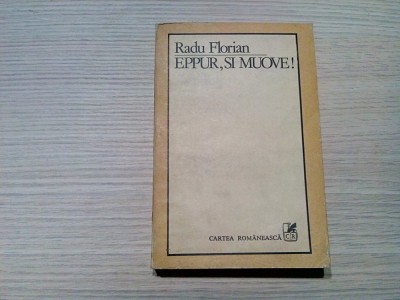 Radu Florian
EPPUR, SI MUOVE!
CARTEA ROMÂNEASCĂ